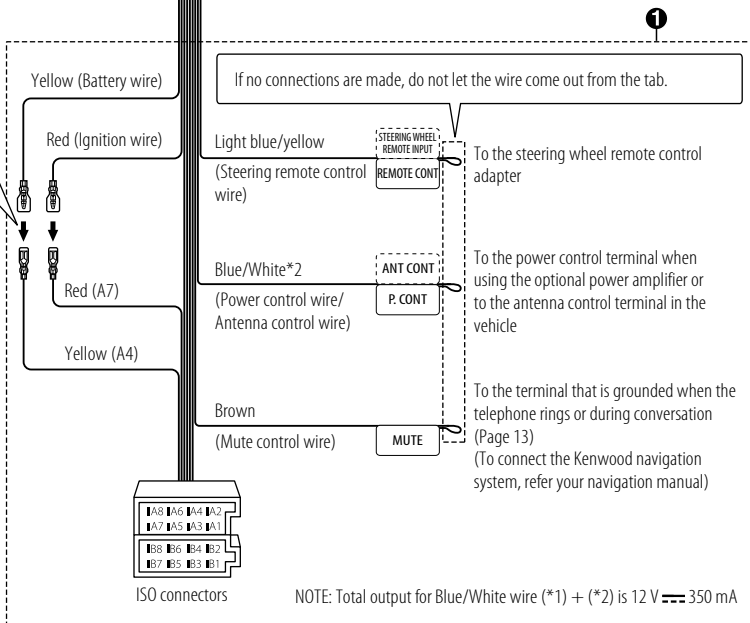 ❶
Yellow (Battery wire)
If no connections are made, do not let the wire come out from the tab.
Red (Ignition wire)
Light blue/yellow
(Steering remote control
wire)
STEERING WHEEL
REMOTE INPUT
REMOTE CONT
To the steering wheel remote control
adapter
Blue/White*2
(Power control wire/
Antenna control wire)
ANT CONT
P. CONT
To the power control terminal when
using the optional power amplifier or
to the antenna control terminal in the
vehicle
Red (A7)
Yellow (A4)
Brown
(Mute control wire)
MUTE
To the terminal that is grounded when the
telephone rings or during conversation
(Page 13)
(To connect the Kenwood navigation
system, refer your navigation manual)
A8 A6 A4 A2
A7 A5 A3 A1
B8 B6 B4 B2
B7 B5 B3 B1
ISO connectors
NOTE: Total output for Blue/White wire (*1) + (*2) is 12 V ⎓ 350 mA